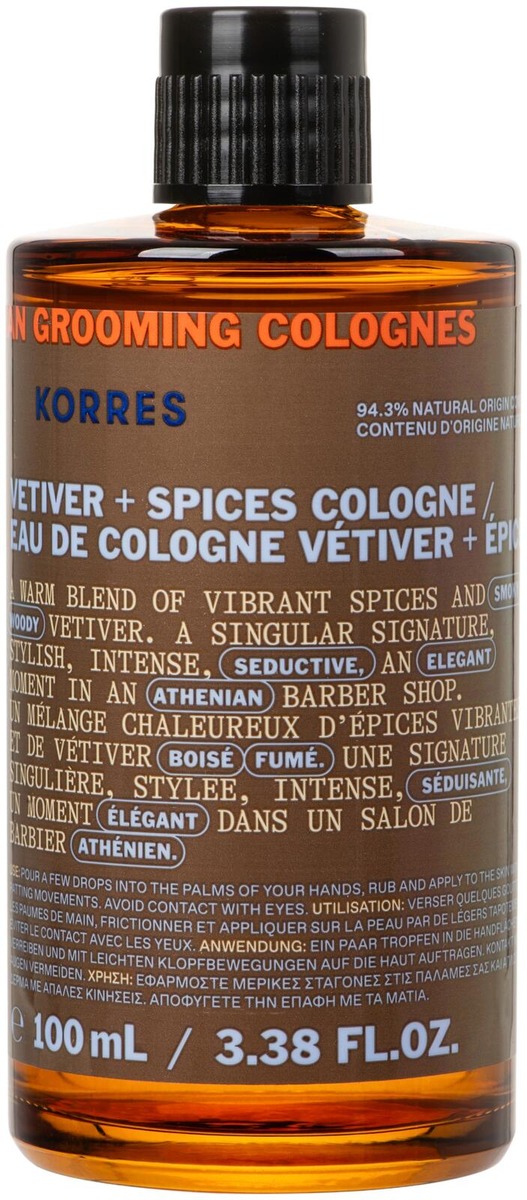 GROOMING COLOGNES
KORRES
94.3% NATURAL ORIGIN
CONTENU D'ORIGINE
VETIVER + SPICES COLOGNE /
EAU DE COLOGNE VÉTIVER +
A WARM BLEND OF VIBRANT SPICES AND
WOODY VETIVER. A SINGULAR SIGNATURE,
STYLISH, INTENSE, SEDUCTIVE, AN ELEGANT
MOMENT IN AN ATHENIAN BARBER SHOP.
UN MÉLANGE CHALEUREUX D'ÉPICES VIBRANTE
ET DE VÉTIVER BOISÉ FUMÉ. UNE SIGNATURE
SINGULIÈRE, STYLEE, INTENSE, SÉDUISANTE,
UN MOMENT ÉLÉGANT DANS UN SALON DE
BARBIER ATHÉNIEN.
POUR A FEW DROPS INTO THE PALMS OF YOUR HANDS, RUB AND APPLY TO THE SKIN
MOVEMENTS. AVOID CONTACT WITH EYES. UTILISATION: VERSER QUELQUES
PAUMES DE MAIN, FRICTIONNER ET APPLIQUER SUR LA PEAU PAR DE LÉGERS
LE CONTACT AVEC LES YEUX. ANWENDUNG: EIN PAAR TROPFEN IN DIE
UND MIT LEICHTEN KLOPFBEWEGUNGEN AUF DIE HAUT AUFTRAGEN.
VERMEIDEN. ΧΡΗΣΗ: ΕΦΑΡΜΟΣΤΕ ΜΕΡΙΚΕΣ ΣΤΑΓΟΝΕΣ ΣΤΙΣ ΠΑΛΑΜΕΣ ΣΑΣ
ΜΕ ΑΠΑΛΕΣ ΚΙΝΗΣΕΙΣ. ΑΠΟΦΥΓΕΤΕ ΤΗΝ ΕΠΑΦΗ ΜΕ ΤΑ ΜΑΤΙΑ.
℮ 100 mL / 3.38 FL.OZ.